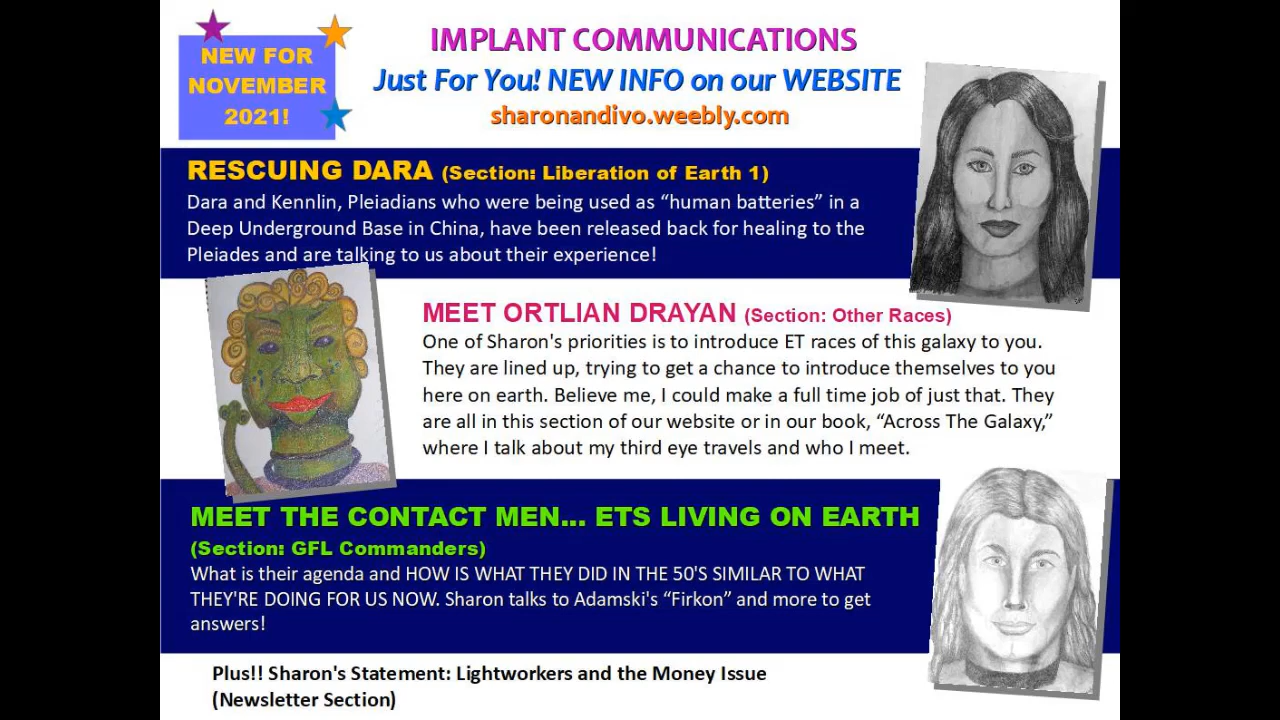 NEW FOR
NOVEMBER
2021!
IMPLANT COMMUNICATIONS
Just For You! NEW INFO on our WEBSITE
sharonandivo.weebly.com
RESCUING DARA (Section: Liberation of Earth 1)
Dara and Kennlin, Pleiadians who were being used as “human batteries” in a
Deep Underground Base in China, have been released back for healing to the
Pleiades and are talking to us about their experience!
MEET ORTLIAN DRAYAN (Section: Other Races)
One of Sharon's priorities is to introduce ET races of this galaxy to you.
They are lined up, trying to get a chance to introduce themselves to you
here on earth. Believe me, I could make a full time job of just that. They
are all in this section of our website or in our book, “Across The Galaxy,”
where I talk about my third eye travels and who I meet.
MEET THE CONTACT MEN... ETS LIVING ON EARTH
(Section: GFL Commanders)
What is their agenda and HOW IS WHAT THEY DID IN THE 50'S SIMILAR TO WHAT
THEY'RE DOING FOR US NOW. Sharon talks to Adamski's “Firkon” and more to get
answers!
Plus!! Sharon's Statement: Lightworkers and the Money Issue
(Newsletter Section)